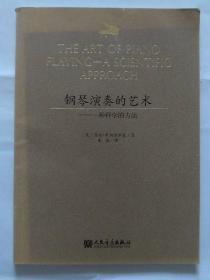 THE ART OF PIANO
PLAYING—A SCIENTIFIC
APPROACH
钢琴演奏的艺术
———一种科学的方法
人民音乐出版社